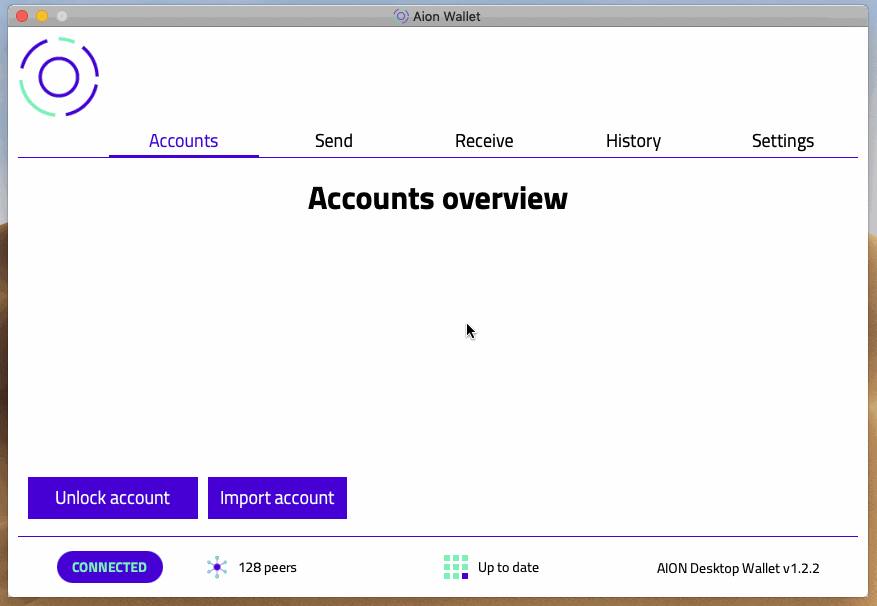 Aion Wallet
Accounts Send Receive History Settings
Accounts overview
Unlock account Import account
CONNECTED 128 peers Up to date AION Desktop Wallet v1.2.2